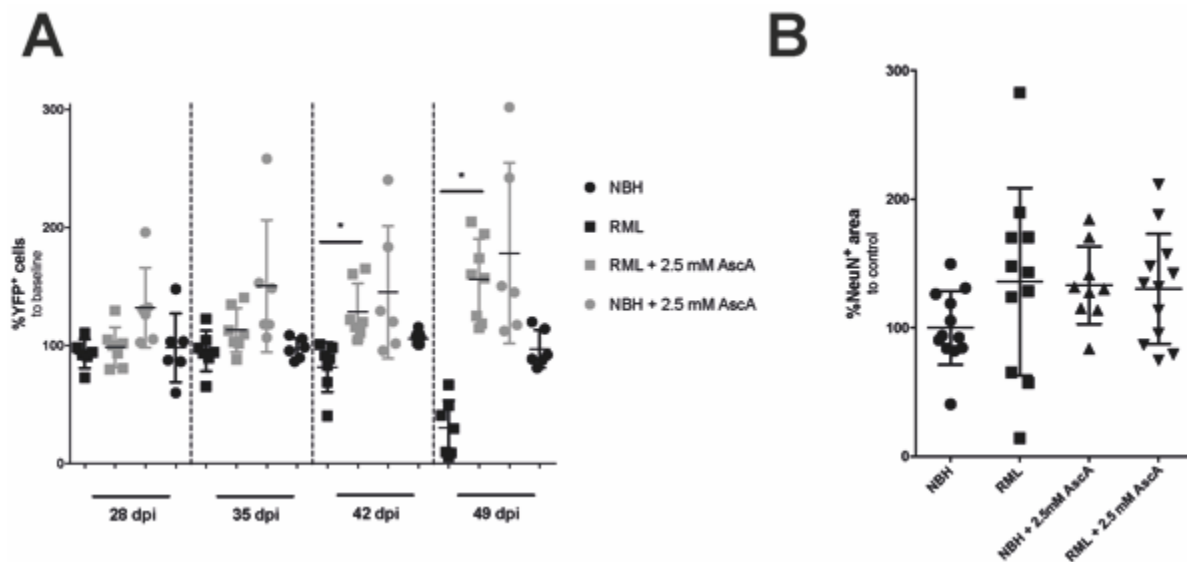 A
%YFP⁺ cells
to baseline
300
200
100
0
*
*
28 dpi
35 dpi
42 dpi
49 dpi
NBH
RML
RML + 2.5 mM AscA
NBH + 2.5 mM AscA
B
%NeuN⁺ area
to control
300
200
100
0
NBH
RML
NBH + 2.5mM AscA
RML + 2.5 mM AscA